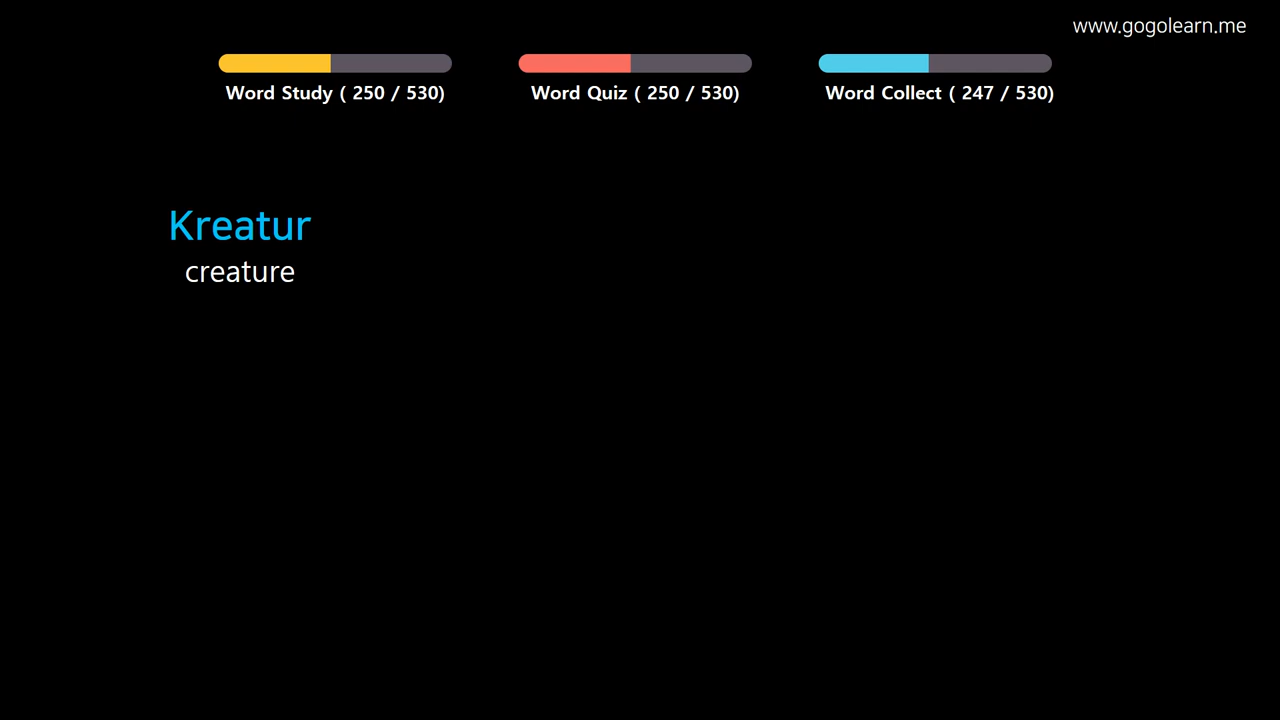 www.gogolearn.me
Word Study ( 250 / 530)
Word Quiz ( 250 / 530)
Word Collect ( 247 / 530)
Kreatur
creature